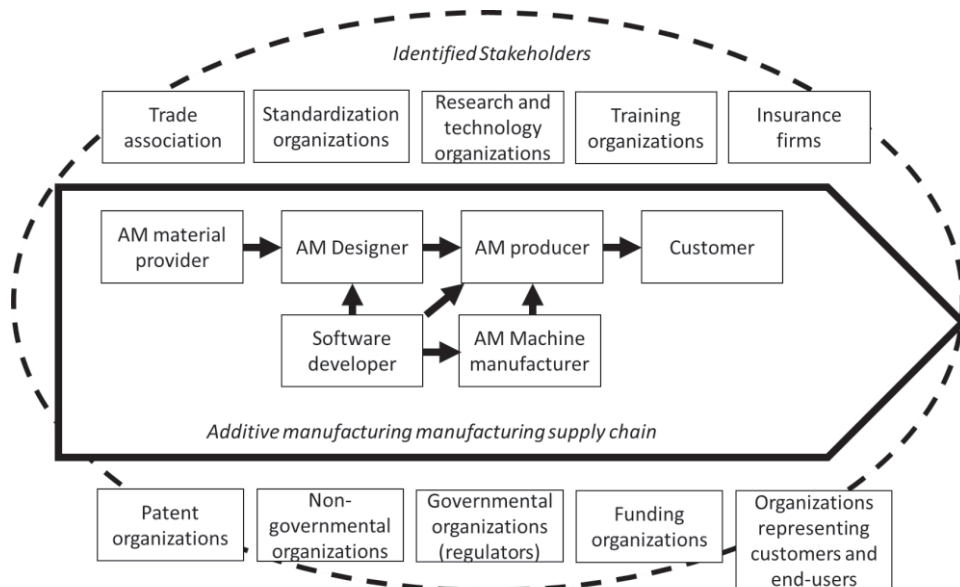 Identified Stakeholders
Trade
association
Standardization
organizations
Research and
technology
organizations
Training
organizations
Insurance
firms
AM material
provider
AM Designer
AM producer
Customer
Software
developer
AM Machine
manufacturer
Additive manufacturing manufacturing supply chain
Patent
organizations
Non-
governmental
organizations
Governmental
organizations
(regulators)
Funding
organizations
Organizations
representing
customers and
end-users